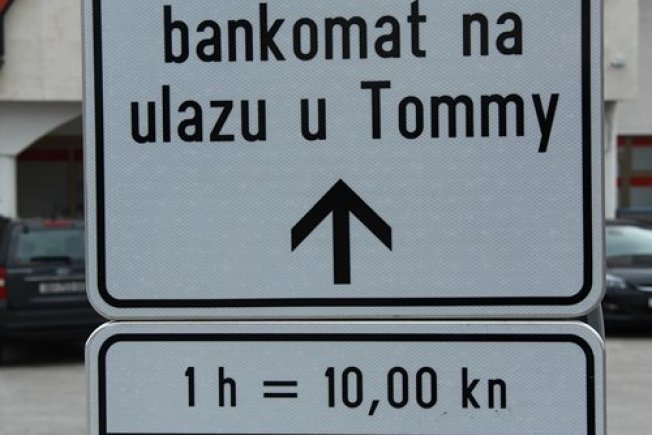 bankomat na
ulazu u Tommy
1 h = 10,00 kn